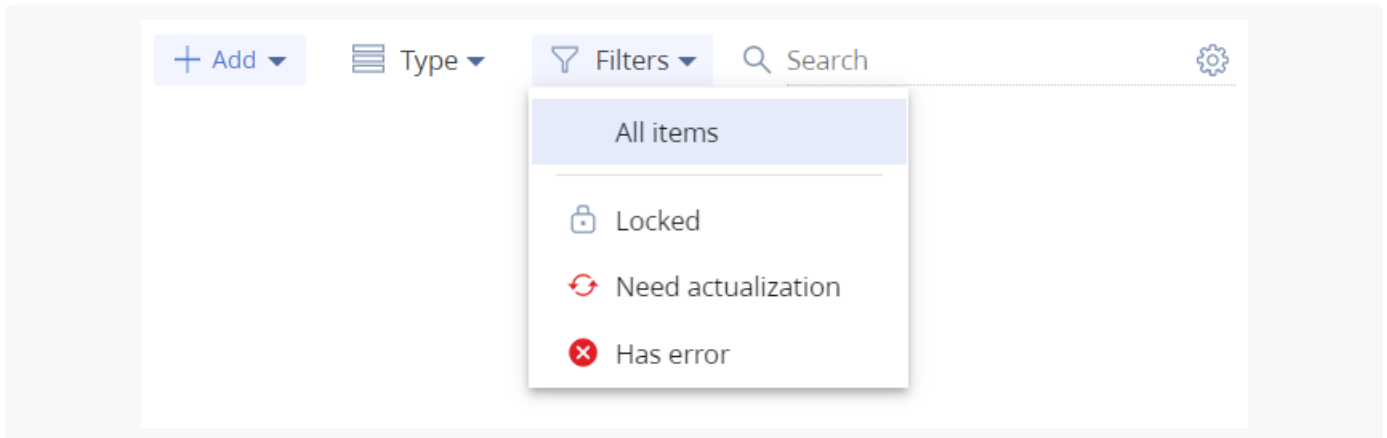 Add Type Filters Search
All items
Locked
Need actualization
Has error